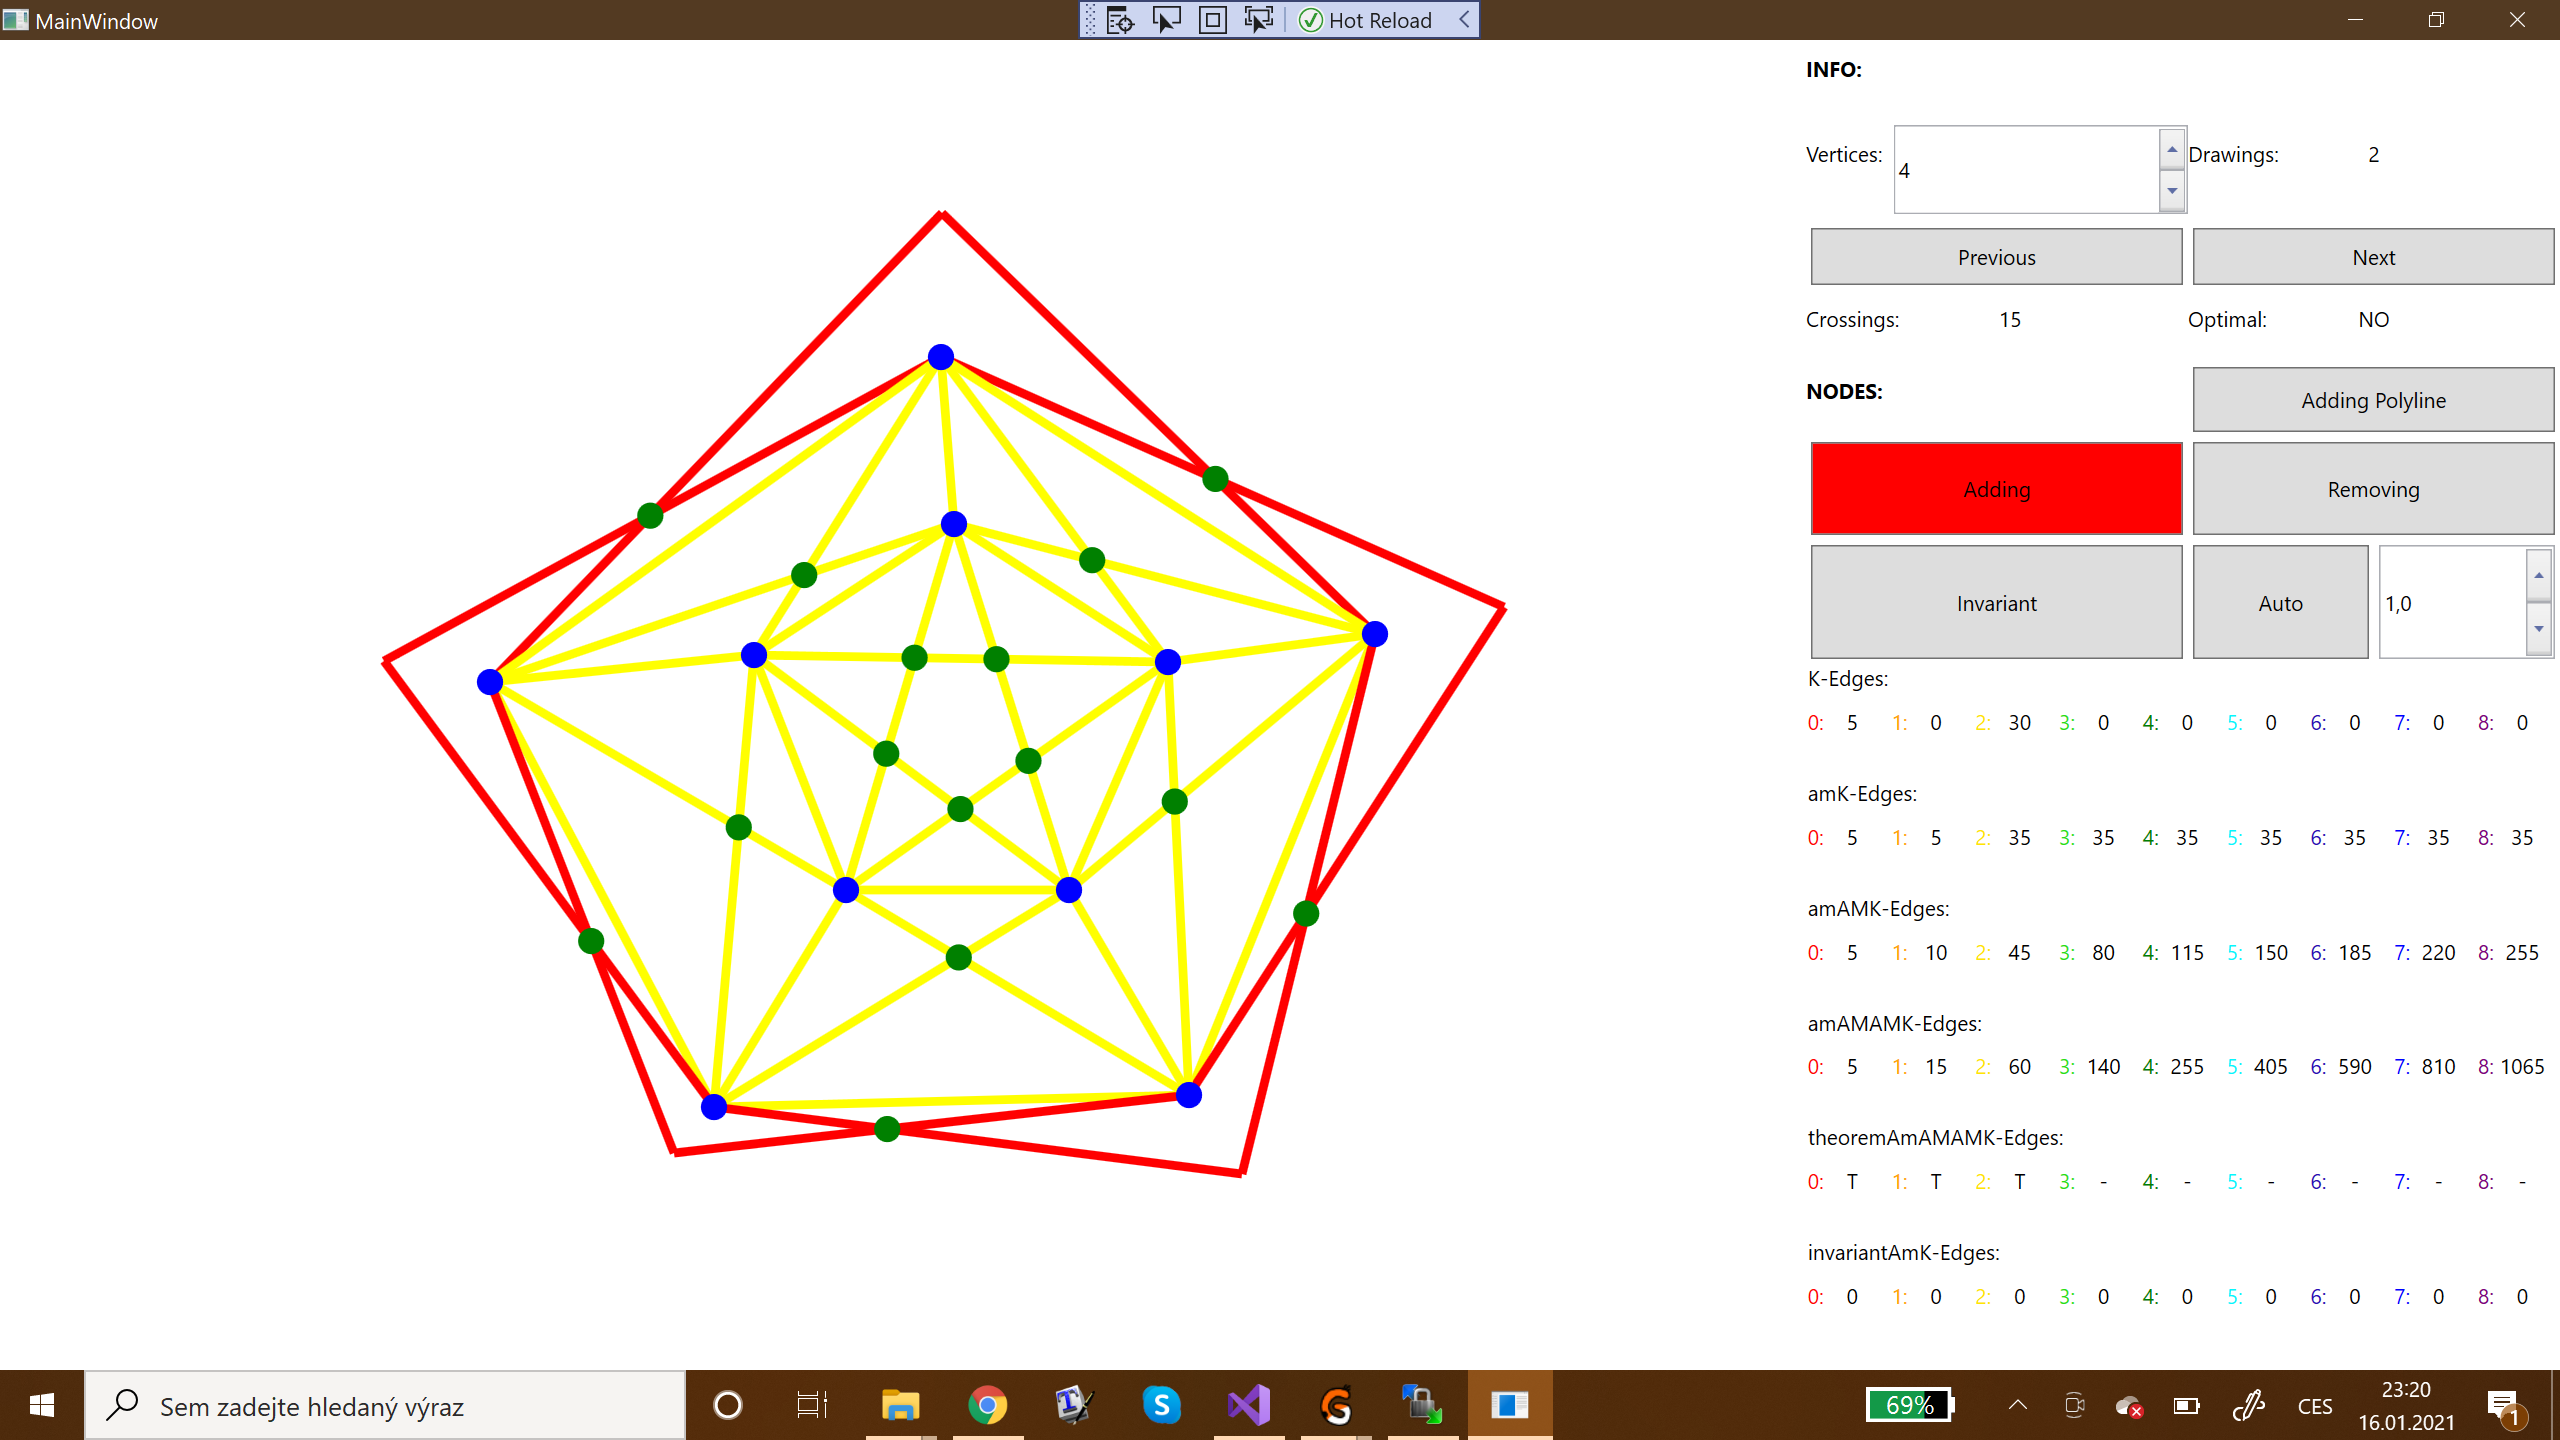 MainWindow
Hot Reload
INFO:
Vertices: 4 Drawings: 2
Previous Next
Crossings: 15 Optimal: NO
NODES: Adding Polyline
Adding Removing
Invariant Auto 1,0
K-Edges:
0: 5 1: 0 2: 30 3: 0 4: 0 5: 0 6: 0 7: 0 8: 0
amK-Edges:
0: 5 1: 5 2: 35 3: 35 4: 35 5: 35 6: 35 7: 35 8: 35
amAMK-Edges:
0: 5 1: 10 2: 45 3: 80 4: 115 5: 150 6: 185 7: 220 8: 255
amAMAMK-Edges:
0: 5 1: 15 2: 60 3: 140 4: 255 5: 405 6: 590 7: 810 8: 1065
theoremAmAMAMK-Edges:
0: T 1: T 2: T 3: - 4: - 5: - 6: - 7: - 8: -
invariantAmK-Edges:
0: 0 1: 0 2: 0 3: 0 4: 0 5: 0 6: 0 7: 0 8: 0
Sem zadejte hledaný výraz
69%
CES
23:20
16.01.2021
1